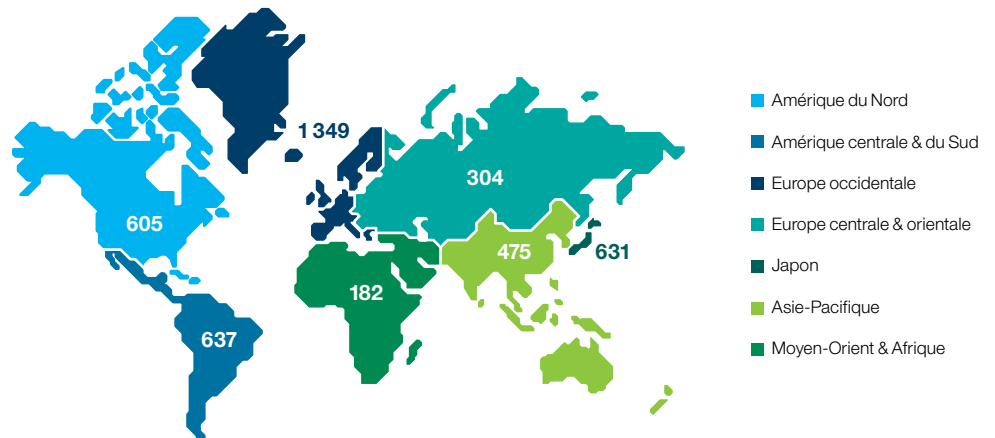 1 349
304
605
475
631
182
637
Amérique du Nord
Amérique centrale & du Sud
Europe occidentale
Europe centrale & orientale
Japon
Asie-Pacifique
Moyen-Orient & Afrique